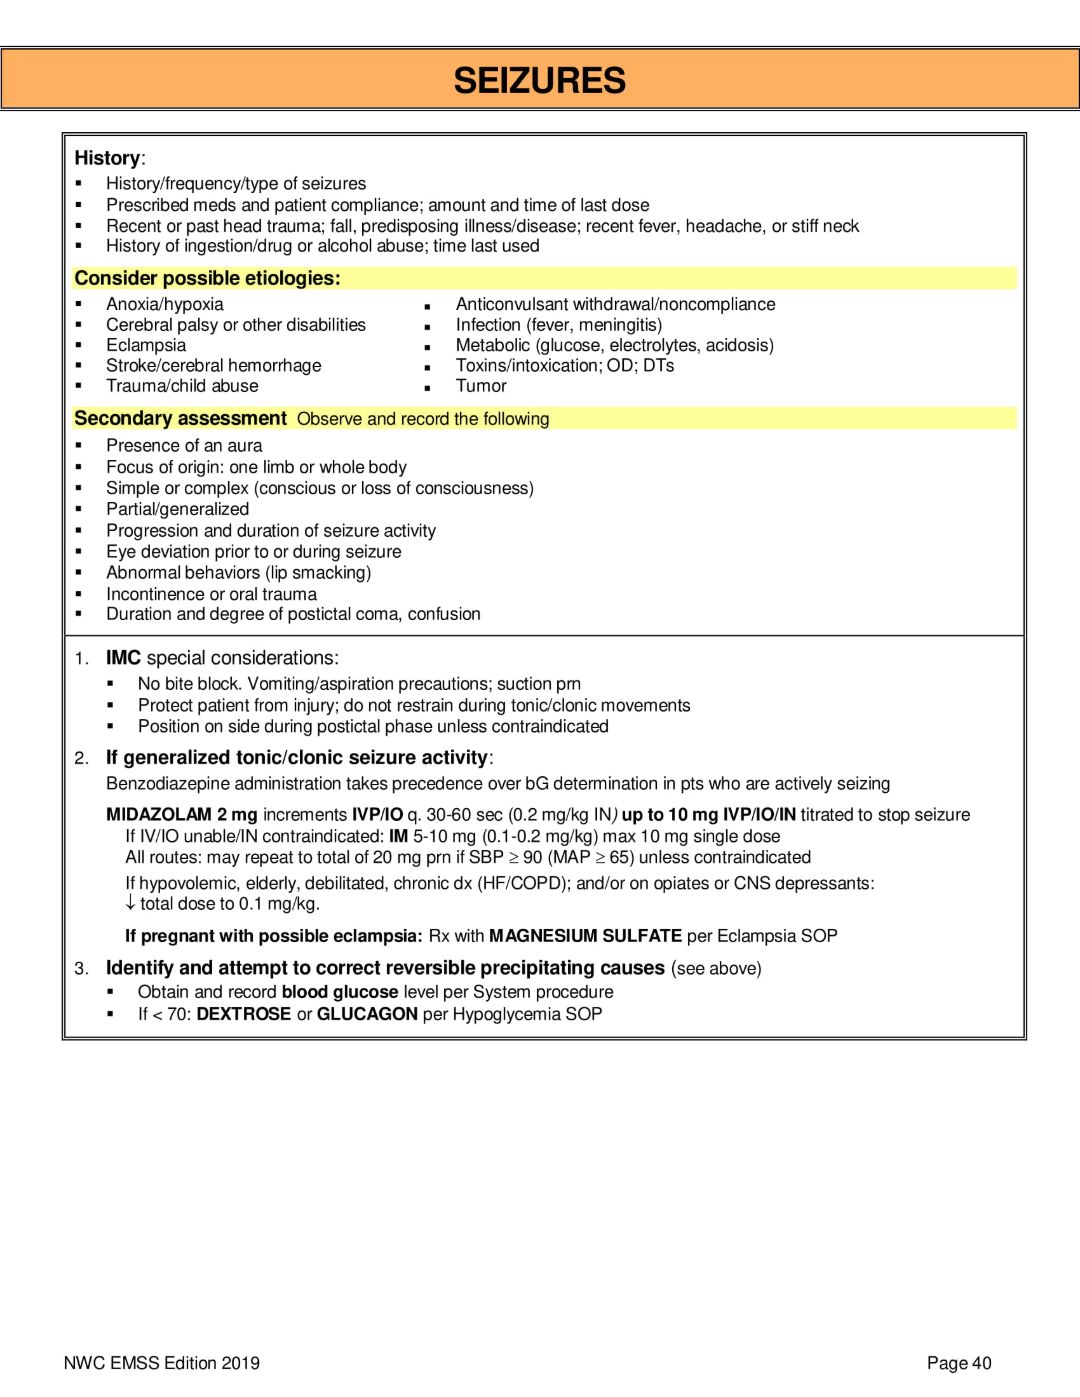 SEIZURES
History:
▪ History/frequency/type of seizures
▪ Prescribed meds and patient compliance; amount and time of last dose
▪ Recent or past head trauma; fall, predisposing illness/disease; recent fever, headache, or stiff neck
▪ History of ingestion/drug or alcohol abuse; time last used
Consider possible etiologies:
▪ Anoxia/hypoxia
▪ Cerebral palsy or other disabilities
▪ Eclampsia
▪ Stroke/cerebral hemorrhage
▪ Trauma/child abuse
▪ Anticonvulsant withdrawal/noncompliance
▪ Infection (fever, meningitis)
▪ Metabolic (glucose, electrolytes, acidosis)
▪ Toxins/intoxication; OD; DTs
▪ Tumor
Secondary assessment Observe and record the following
▪ Presence of an aura
▪ Focus of origin: one limb or whole body
▪ Simple or complex (conscious or loss of consciousness)
▪ Partial/generalized
▪ Progression and duration of seizure activity
▪ Eye deviation prior to or during seizure
▪ Abnormal behaviors (lip smacking)
▪ Incontinence or oral trauma
▪ Duration and degree of postictal coma, confusion
1. IMC special considerations:
▪ No bite block. Vomiting/aspiration precautions; suction prn
▪ Protect patient from injury; do not restrain during tonic/clonic movements
▪ Position on side during postictal phase unless contraindicated
2. If generalized tonic/clonic seizure activity:
Benzodiazepine administration takes precedence over bG determination in pts who are actively seizing
MIDAZOLAM 2 mg increments IVP/IO q. 30-60 sec (0.2 mg/kg IN) up to 10 mg IVP/IO/IN titrated to stop seizure
If IV/IO unable/IN contraindicated: IM 5-10 mg (0.1-0.2 mg/kg) max 10 mg single dose
All routes: may repeat to total of 20 mg prn if SBP ≥ 90 (MAP ≥ 65) unless contraindicated
If hypovolemic, elderly, debilitated, chronic dx (HF/COPD); and/or on opiates or CNS depressants:
↓ total dose to 0.1 mg/kg.
If pregnant with possible eclampsia: Rx with MAGNESIUM SULFATE per Eclampsia SOP
3. Identify and attempt to correct reversible precipitating causes (see above)
▪ Obtain and record blood glucose level per System procedure
▪ If < 70: DEXTROSE or GLUCAGON per Hypoglycemia SOP
NWC EMSS Edition 2019
Page 40